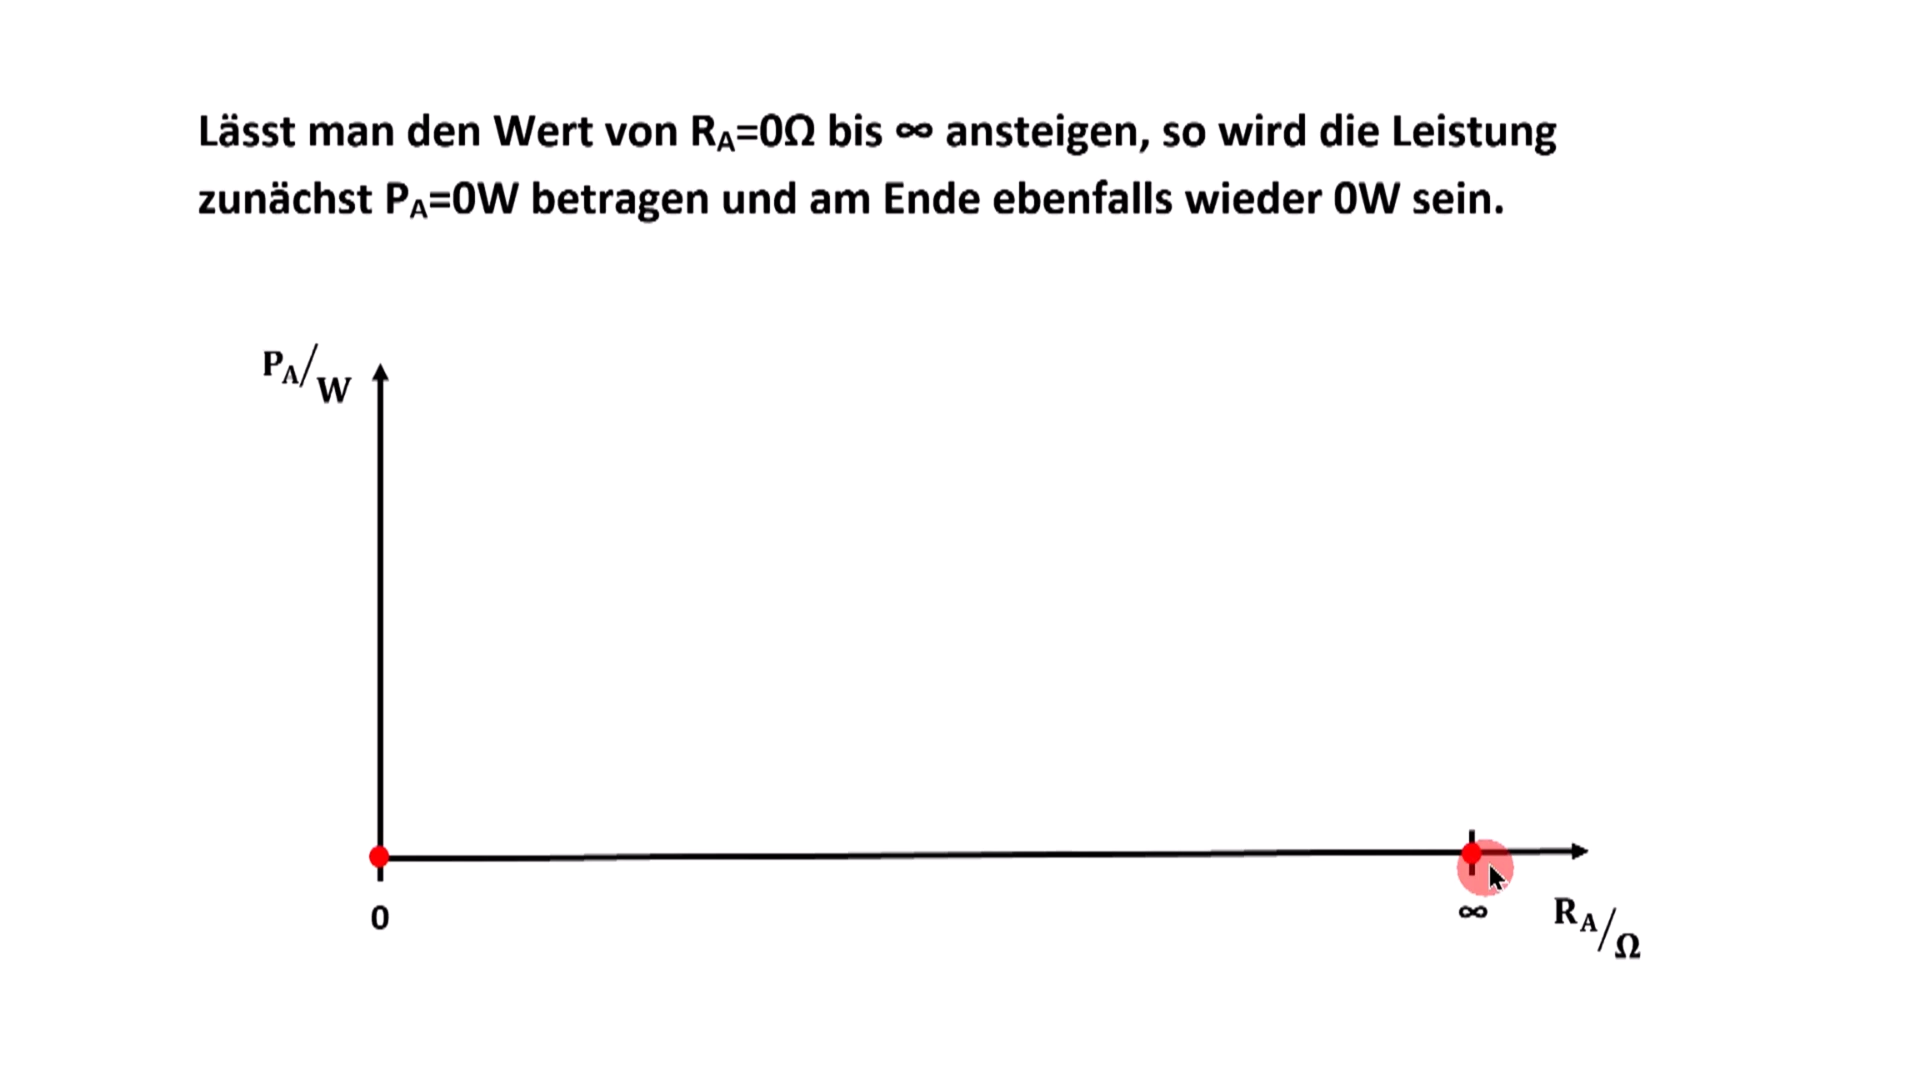 Lässt man den Wert von RA=0Ω bis ∞ ansteigen, so wird die Leistung
zunächst PA=0W betragen und am Ende ebenfalls wieder 0W sein.
PA/W
0
∞
RA/Ω